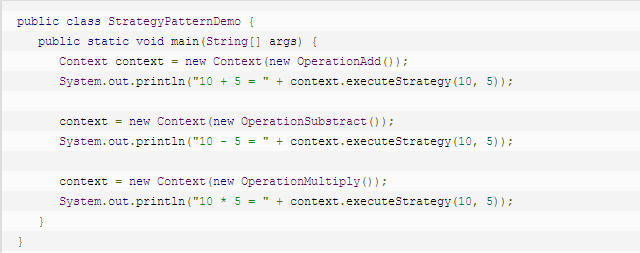 public class StrategyPatternDemo {
   public static void main(String[] args) {
      Context context = new Context(new OperationAdd());
      System.out.println("10 + 5 = " + context.executeStrategy(10, 5));

      context = new Context(new OperationSubstract());
      System.out.println("10 - 5 = " + context.executeStrategy(10, 5));

      context = new Context(new OperationMultiply());
      System.out.println("10 * 5 = " + context.executeStrategy(10, 5));
   }
}